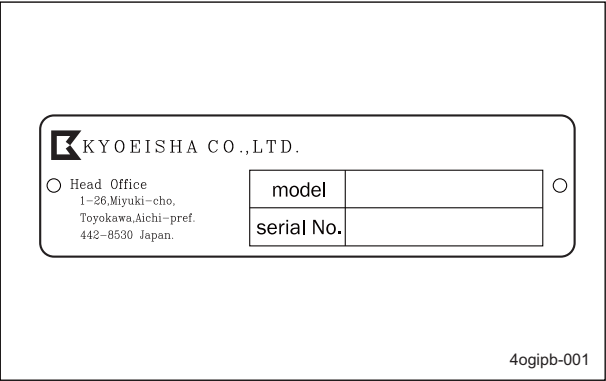 KYOEISHA CO.,LTD.
Head Office
1-26,Miyuki-cho,
Toyokawa,Aichi-pref.
442-8530 Japan.
model
serial No.
4ogipb-001